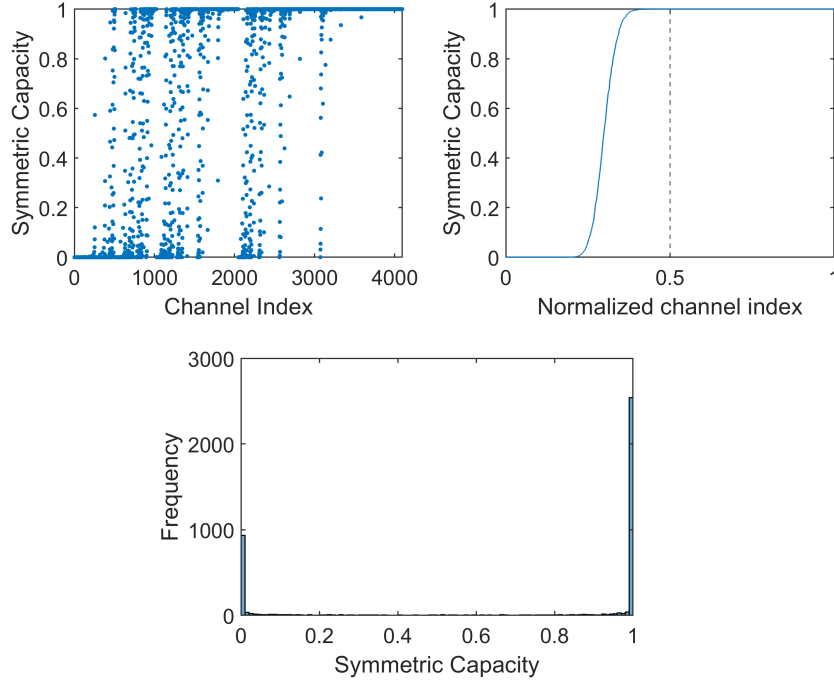 1
0.8
0.6
0.4
0.2
0
0 1000 2000 3000 4000
Symmetric Capacity
Channel Index
1
0.8
0.6
0.4
0.2
0
0 0.5 1
Symmetric Capacity
Normalized channel index
3000
2000
1000
0
0 0.2 0.4 0.6 0.8 1
Frequency
Symmetric Capacity